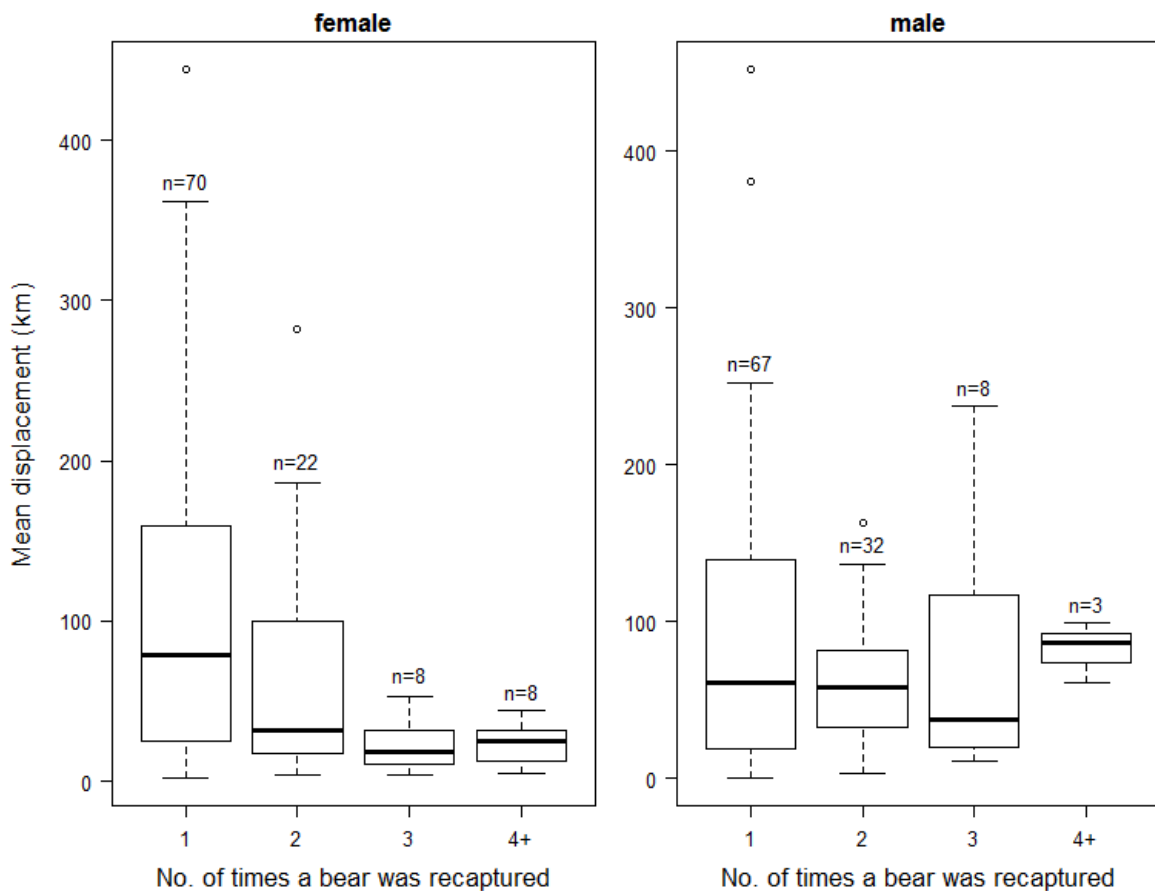 female
male
Mean displacement (km)
400
300
200
100
0
n=70
n=22
n=8
n=8
1
2
3
4+
No. of times a bear was recaptured
400
300
200
100
0
n=67
n=32
n=8
n=3
1
2
3
4+
No. of times a bear was recaptured